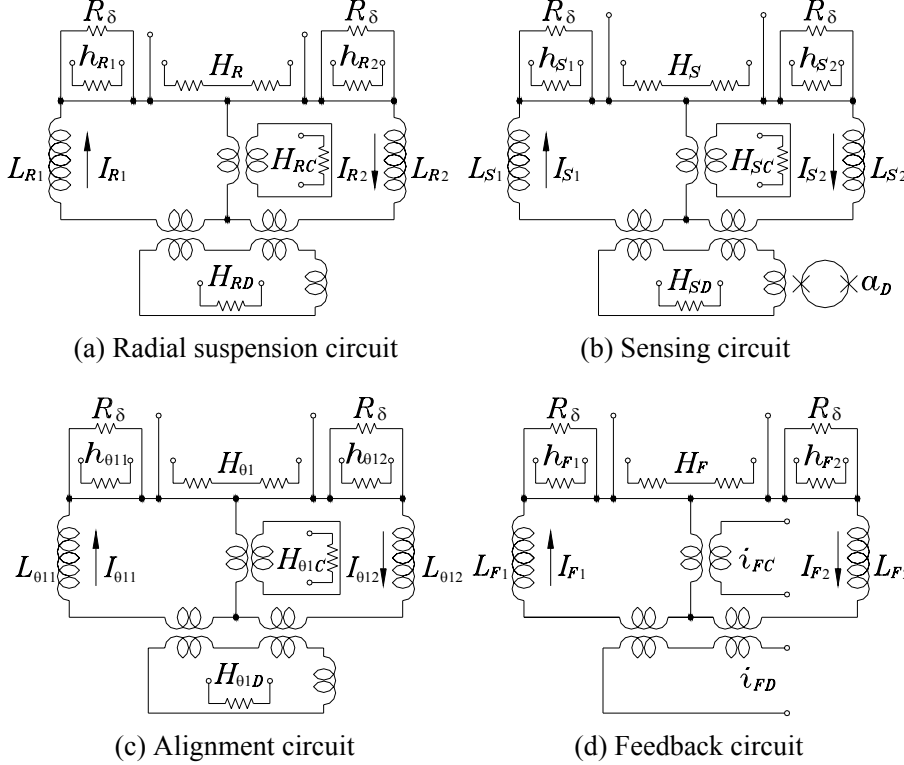 Rδ Rδ
hR1 HR hR2
LR1 IR1 HRC IR2 LR2
HRD
(a) Radial suspension circuit
Rδ Rδ
hS1 HS hS2
LS1 IS1 HSC IS2 LS2
HSD αD
(b) Sensing circuit
Rδ Rδ
hθ11 Hθ1 hθ12
Lθ11 Iθ11 Hθ1C Iθ12 Lθ12
Hθ1D
(c) Alignment circuit
Rδ Rδ
hF1 HF hF2
LF1 IF1 iFC IF2 LF2
iFD
(d) Feedback circuit